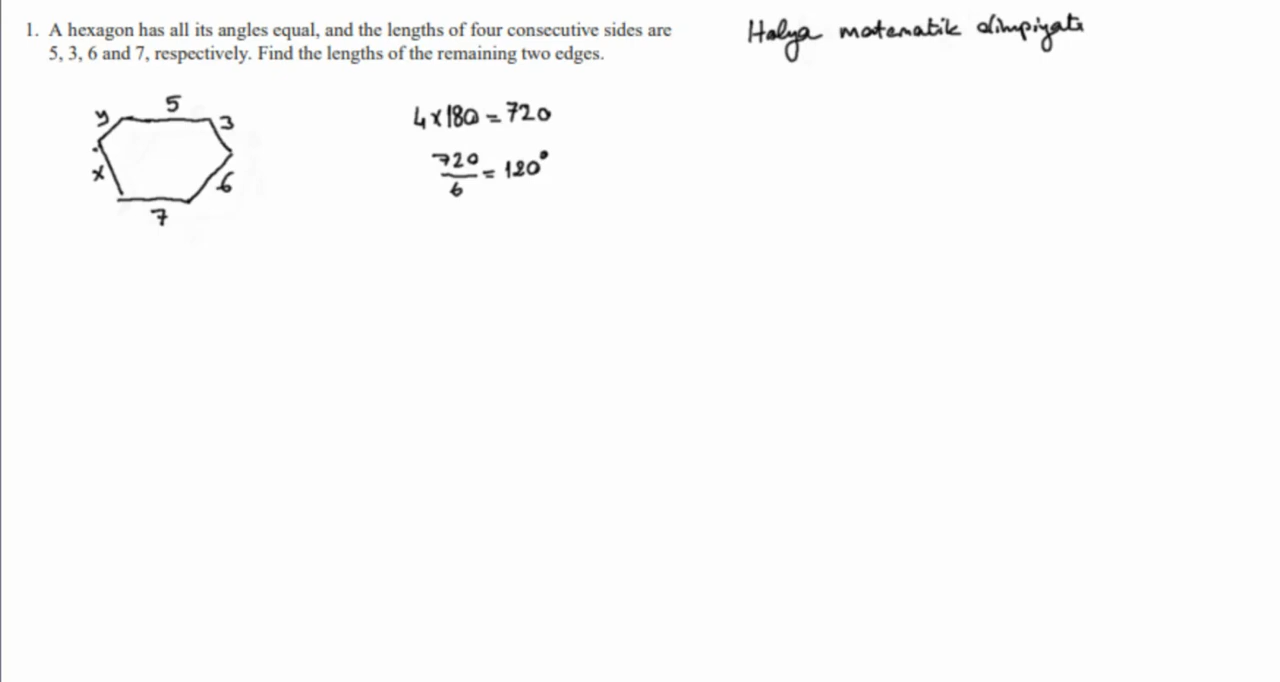 1. A hexagon has all its angles equal, and the lengths of four consecutive sides are
5, 3, 6 and 7, respectively. Find the lengths of the remaining two edges.
Halya matematik olimpiyatı
y 5 3
x 6
7
4 x 180 = 720
720/6 = 120°